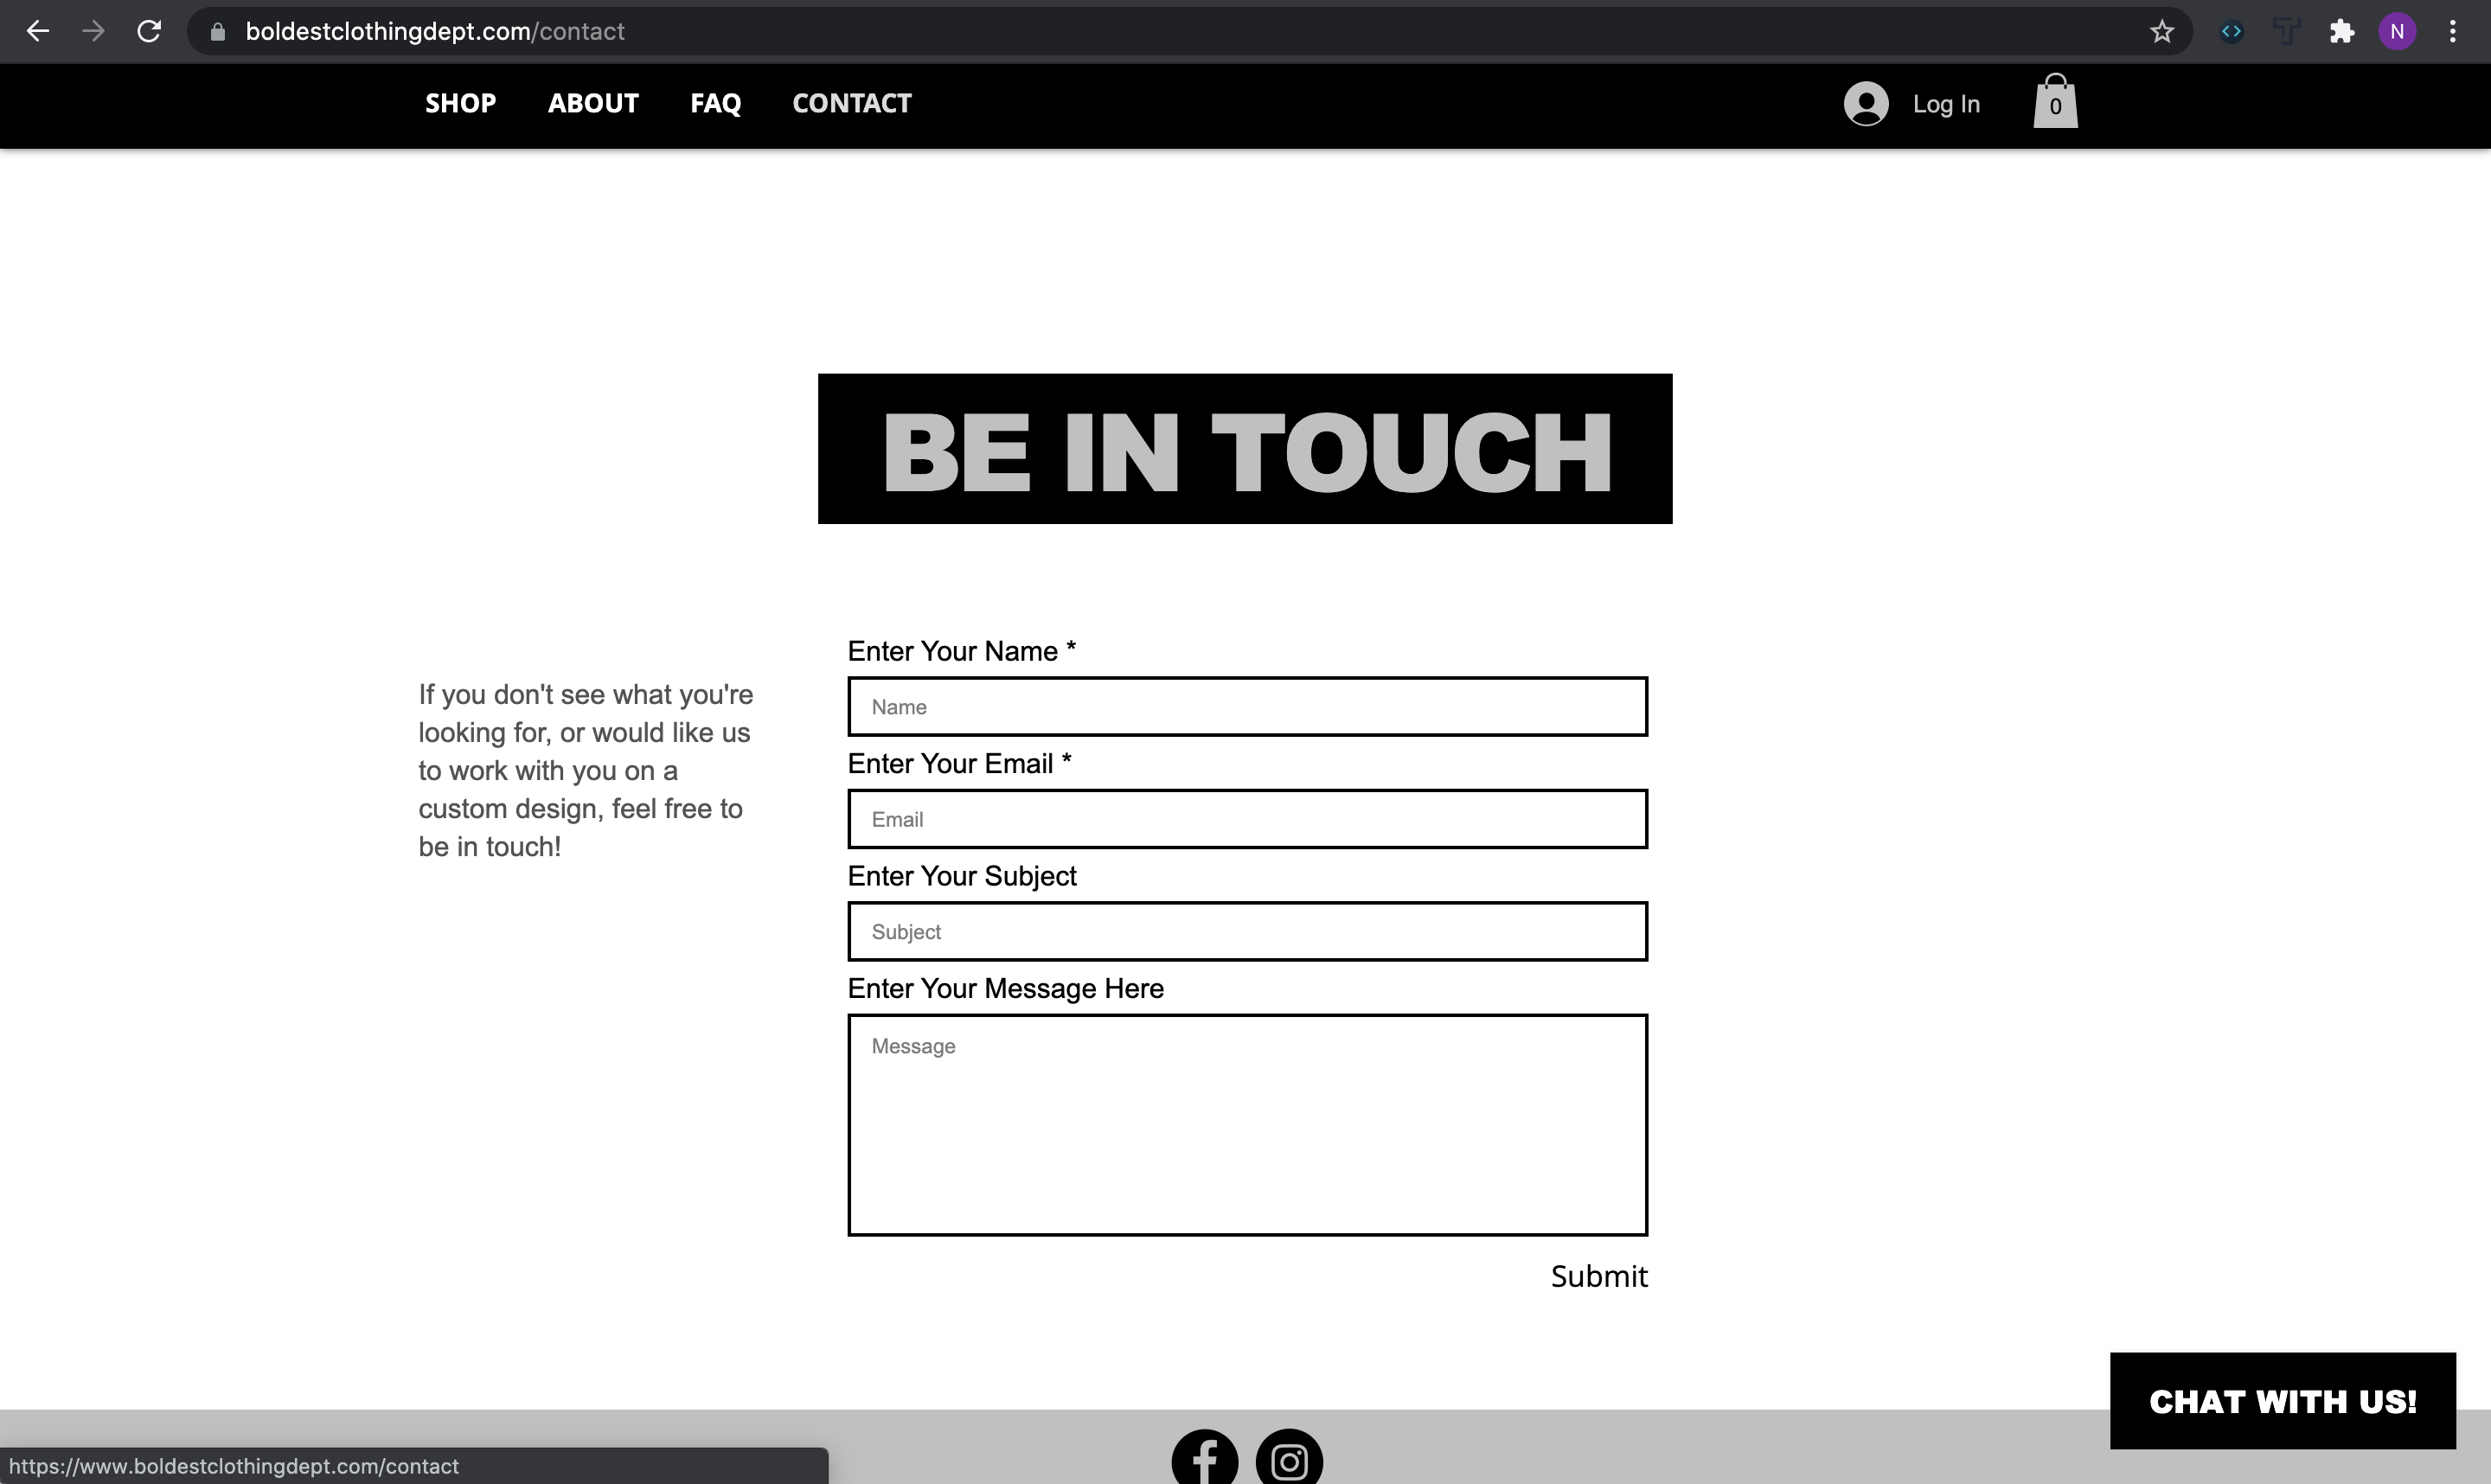 boldestclothingdept.com/contact
N
SHOP ABOUT FAQ CONTACT
Log In
0
BE IN TOUCH
If you don't see what you're
looking for, or would like us
to work with you on a
custom design, feel free to
be in touch!
Enter Your Name *
Name
Enter Your Email *
Email
Enter Your Subject
Subject
Enter Your Message Here
Message
Submit
CHAT WITH US!
https://www.boldestclothingdept.com/contact